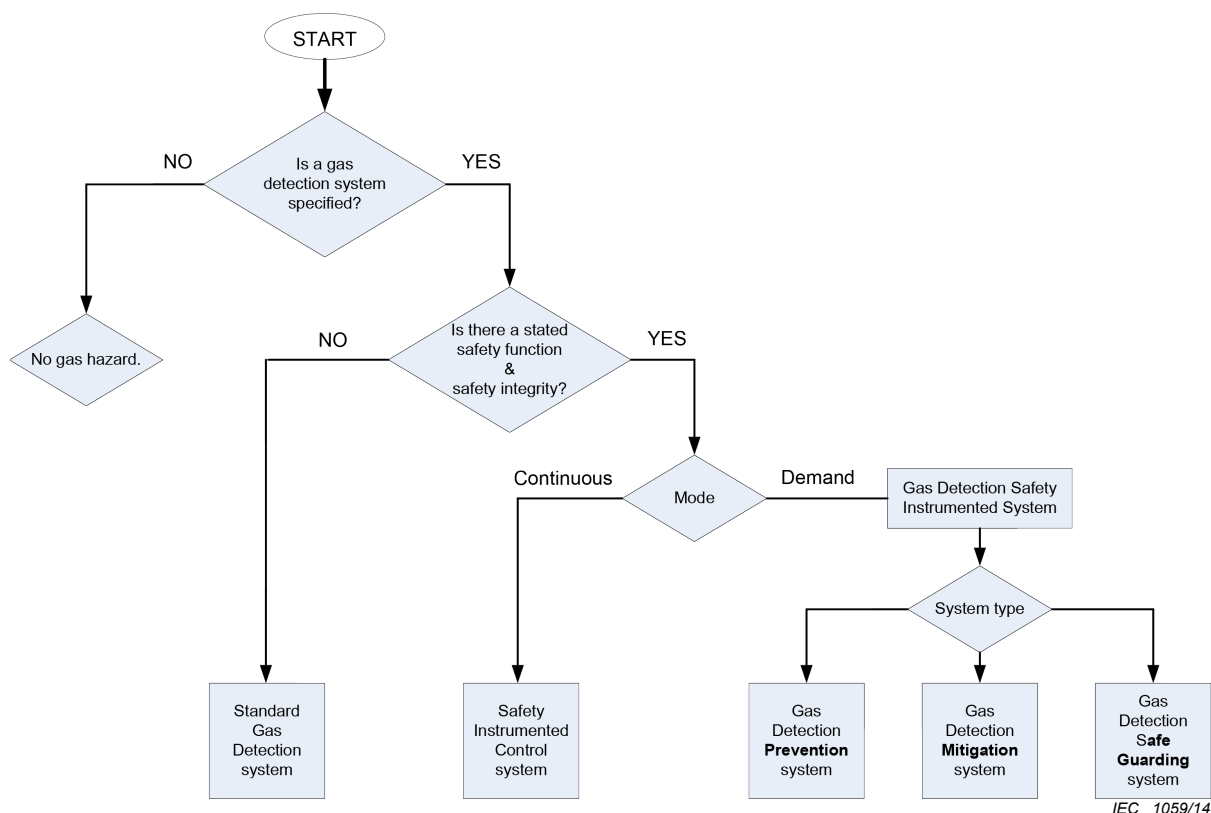 START
NO
YES
Is a gas
detection system
specified?
No gas hazard.
NO
YES
Is there a stated
safety function
&
safety integrity?
Continuous
Mode
Demand
Gas Detection Safety
Instrumented System
System type
Standard
Gas
Detection
system
Safety
Instrumented
Control
system
Gas
Detection
Prevention
system
Gas
Detection
Mitigation
system
Gas
Detection
Safe
Guarding
system
IEC 1059/14